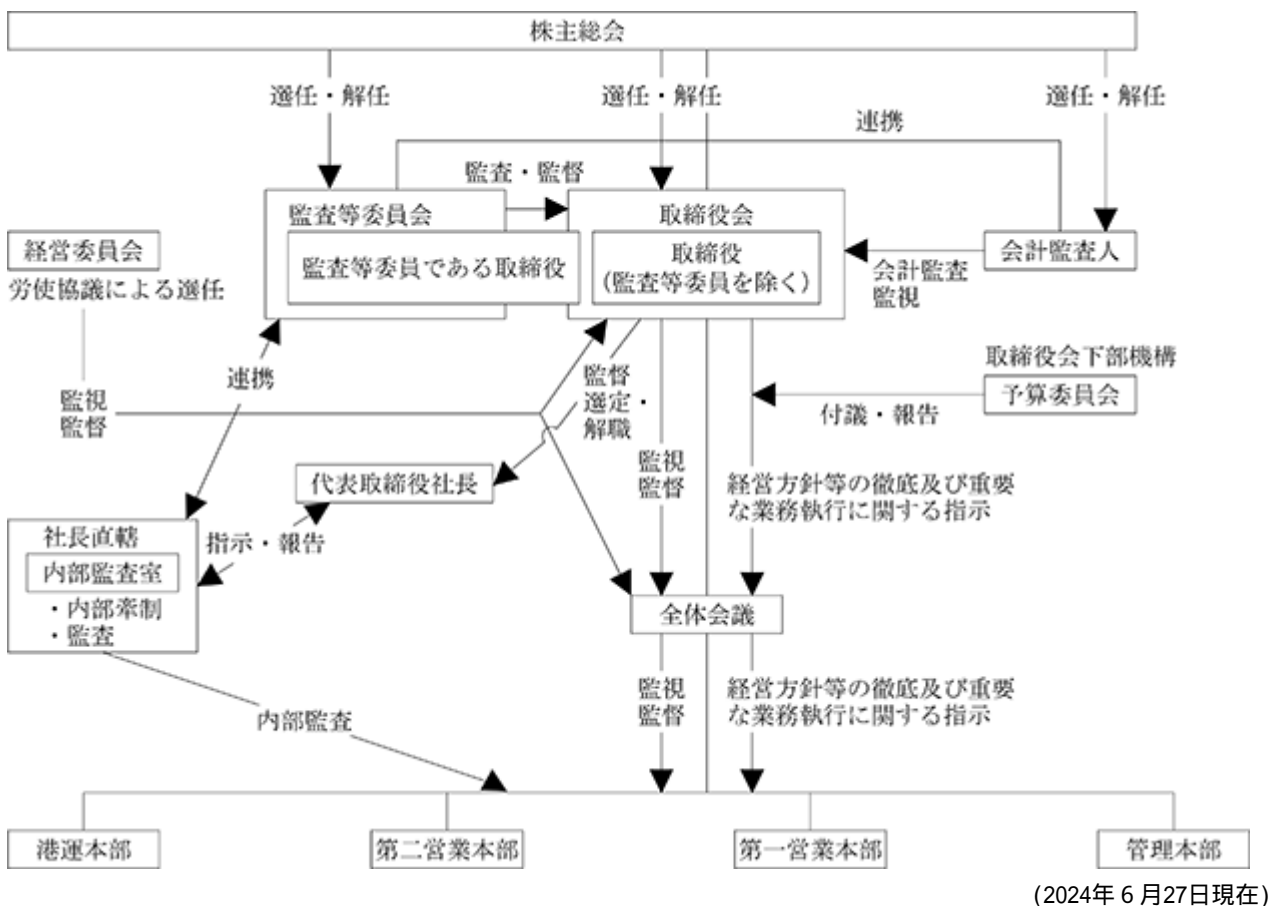 株主総会
選任・解任
選任・解任
選任・解任
連携
監査・監督
監査等委員会
監査等委員である取締役
取締役会
取締役
(監査等委員を除く)
会計監査人
会計監査
監視
経営委員会
労使協議による選任
監視
監督
連携
監督
選定・
解職
取締役会下部機構
予算委員会
付議・報告
代表取締役社長
監視
監督
経営方針等の徹底及び重要
な業務執行に関する指示
社長直轄
内部監査室
・内部牽制
・監査
指示・報告
全体会議
監視
監督
経営方針等の徹底及び重要
な業務執行に関する指示
内部監査
港運本部
第二営業本部
第一営業本部
管理本部
(2024年6月27日現在)